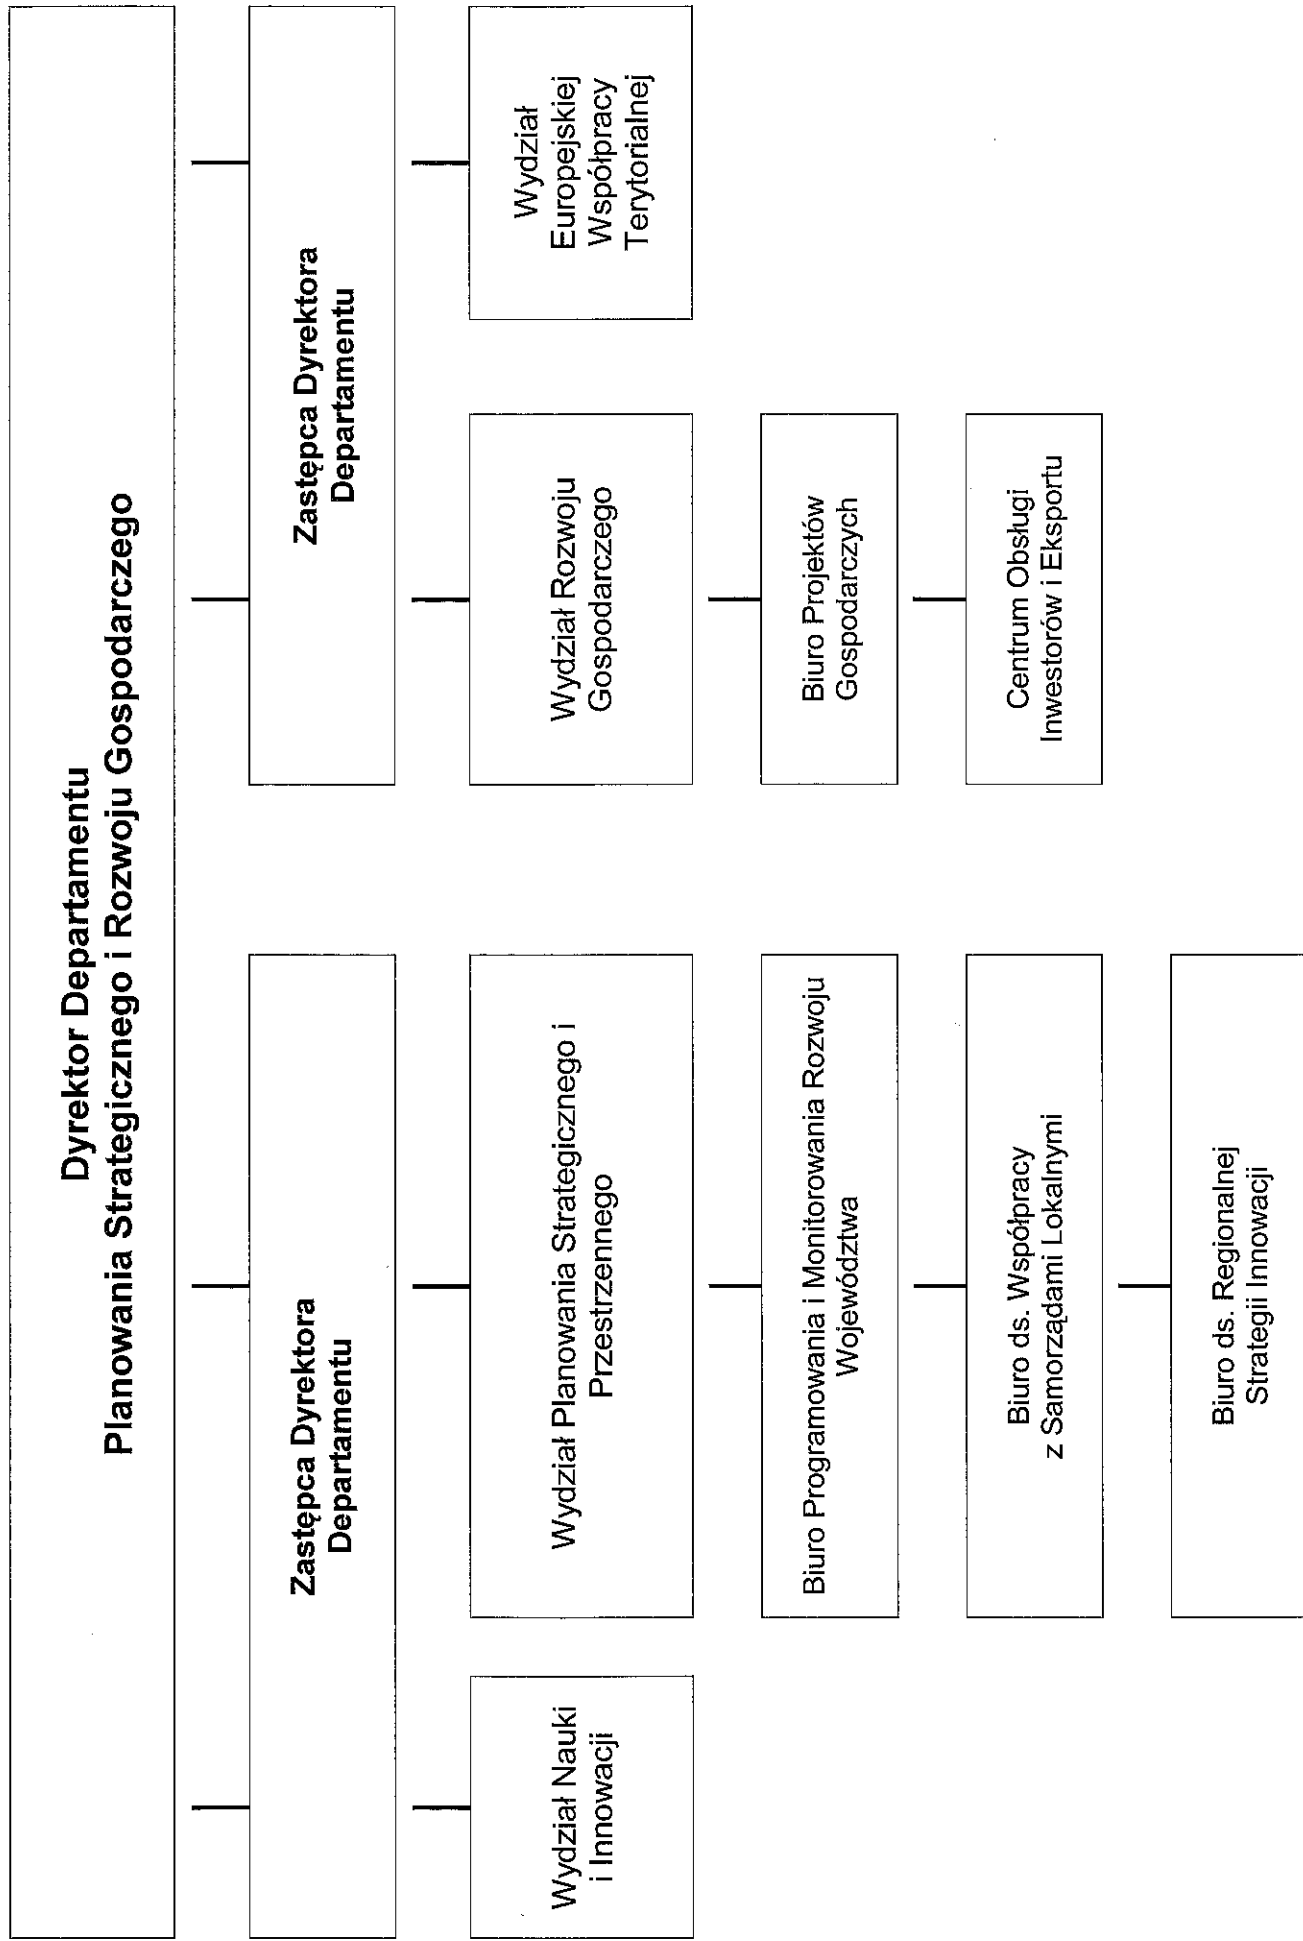 Dyrektor Departamentu
Planowania Strategicznego i Rozwoju Gospodarczego
Zastępca Dyrektora
Departamentu
Zastępca Dyrektora
Departamentu
Wydział Nauki
i Innowacji
Wydział Planowania Strategicznego i
Przestrzennego
Wydział Rozwoju
Gospodarczego
Wydział
Europejskiej
Współpracy
Terytorialnej
Biuro Programowania i Monitorowania Rozwoju
Województwa
Biuro Projektów
Gospodarczych
Biuro ds. Współpracy
z Samorządami Lokalnymi
Centrum Obsługi
Inwestorów i Eksportu
Biuro ds. Regionalnej
Strategii Innowacji